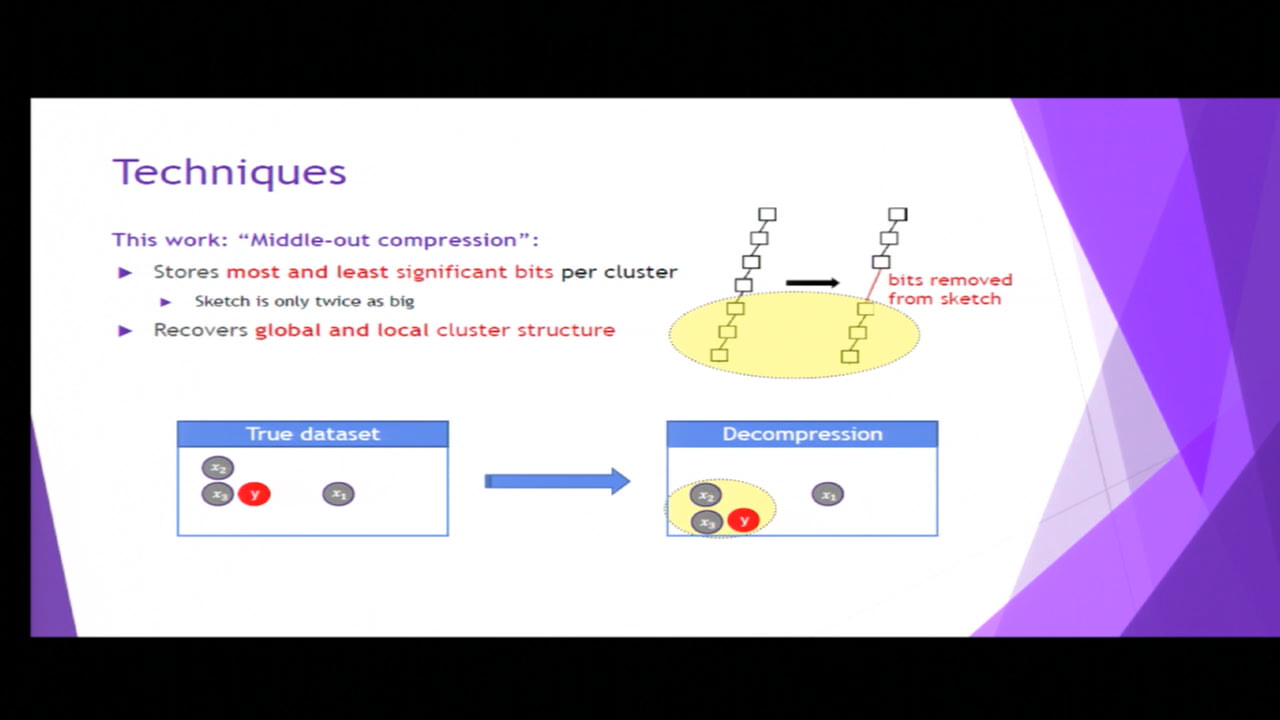 Techniques
This work: “Middle-out compression”:
Stores most and least significant bits per cluster
Sketch is only twice as big
Recovers global and local cluster structure
bits removed
from sketch
True dataset
x₂
x₃ y x₁
Decompression
x₂ x₁
x₃ y